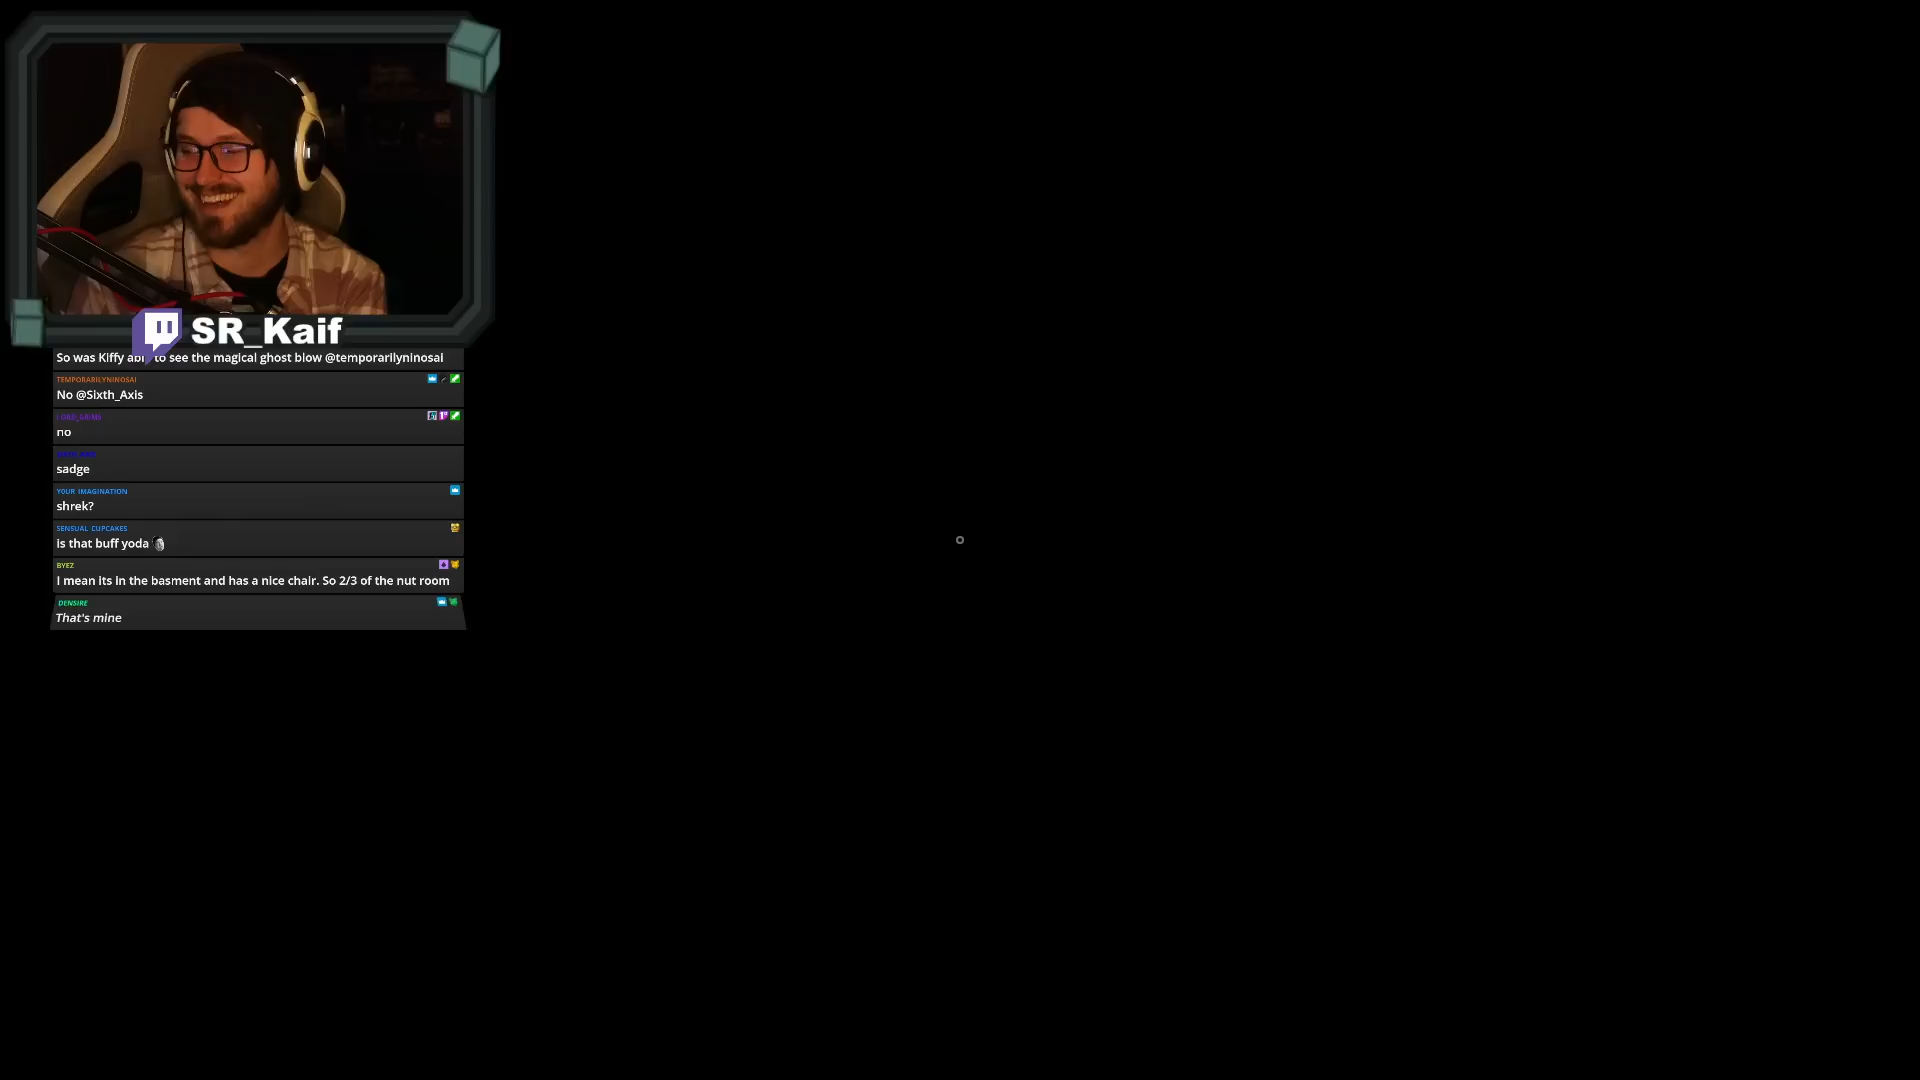 SR_Kaif
So was Kiffy to see the magical ghost blow @temporarilyninosai
TEMPORARILYNINOSAI
No @Sixth_Axis
no
sadge
YOUR IMAGINATION
shrek?
SENSUAL CUPCAKES
is that buff yoda
BYEZ
I mean its in the basment and has a nice chair. So 2/3 of the nut room
DENSIRE
That's mine